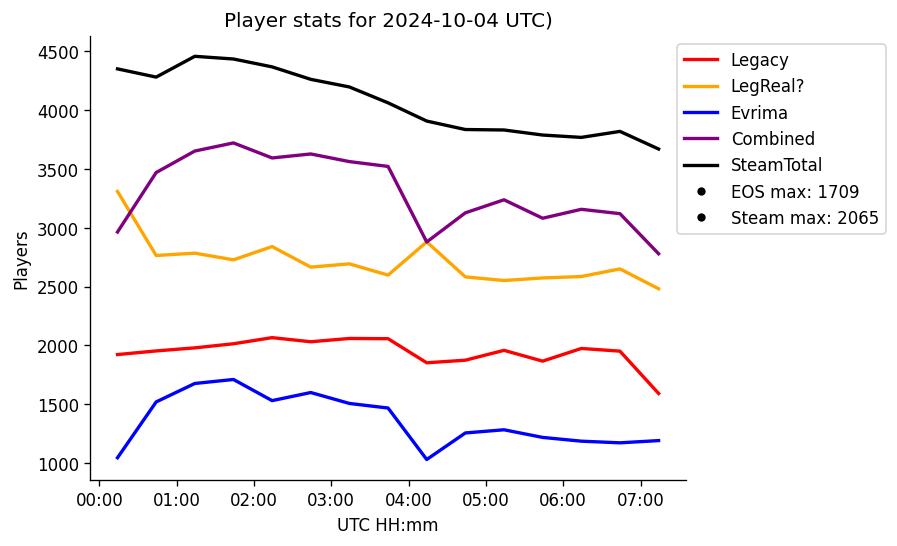 Player stats for 2024-10-04 UTC)
Players
4500
4000
3500
3000
2500
2000
1500
1000
00:00 01:00 02:00 03:00 04:00 05:00 06:00 07:00
UTC HH:mm
Legacy
LegReal?
Evrima
Combined
SteamTotal
EOS max: 1709
Steam max: 2065